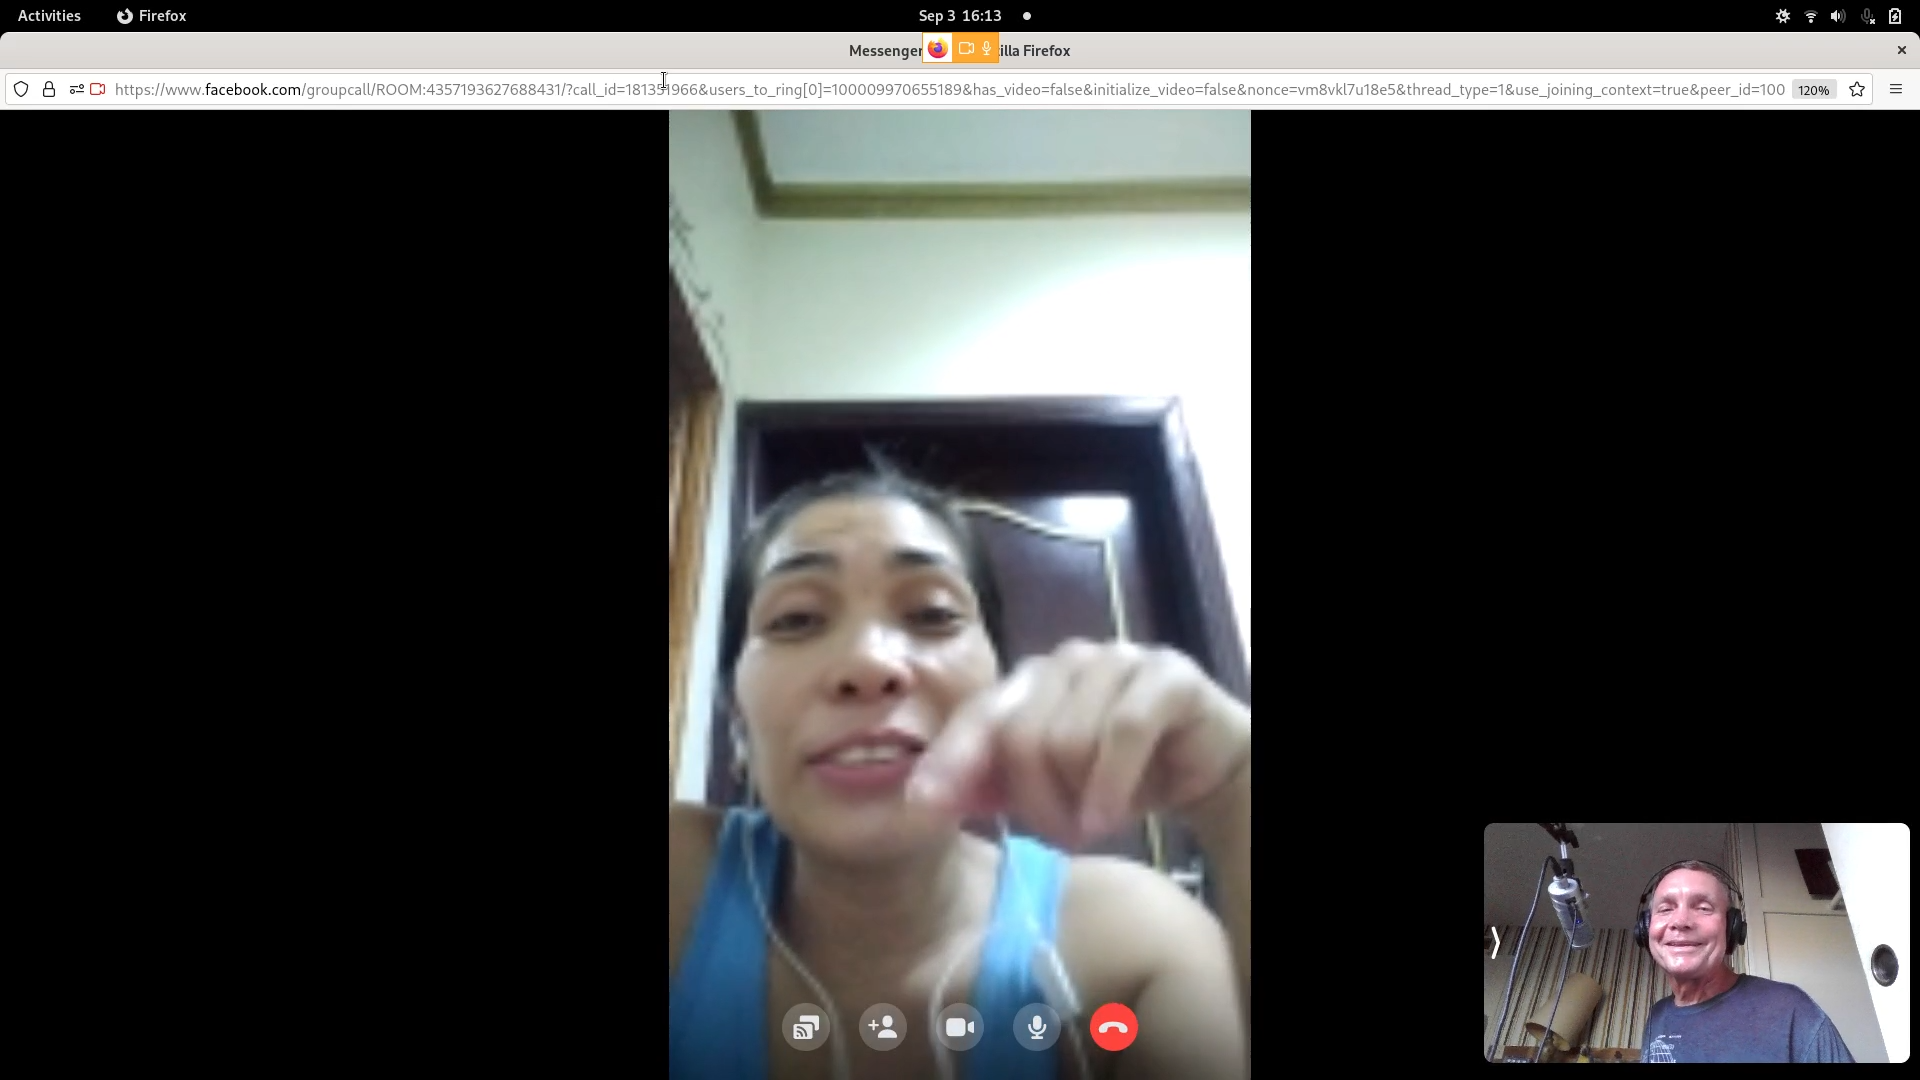 Activities Firefox Sep 3 16:13
Messenger illa Firefox
https://www.facebook.com/groupcall/ROOM:4357193627688431/?call_id=181351966&users_to_ring[0]=100009970655189&has_video=false&initialize_video=false&nonce=vm8vkl7u18e5&thread_type=1&use_joining_context=true&peer_id=100 120%